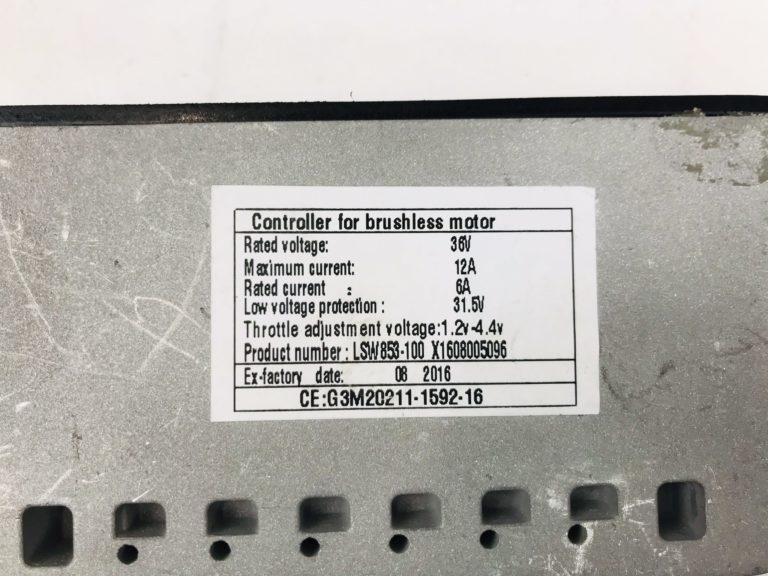 Controller for brushless motor
Rated voltage: 36V
Maximum current: 12A
Rated current : 6A
Low voltage protection : 31.5V
Throttle adjustment voltage:1.2v-4.4v
Product number : LSW853-100 X1608005096
Ex-factory date: 08 2016
CE:G3M20211-1592-16